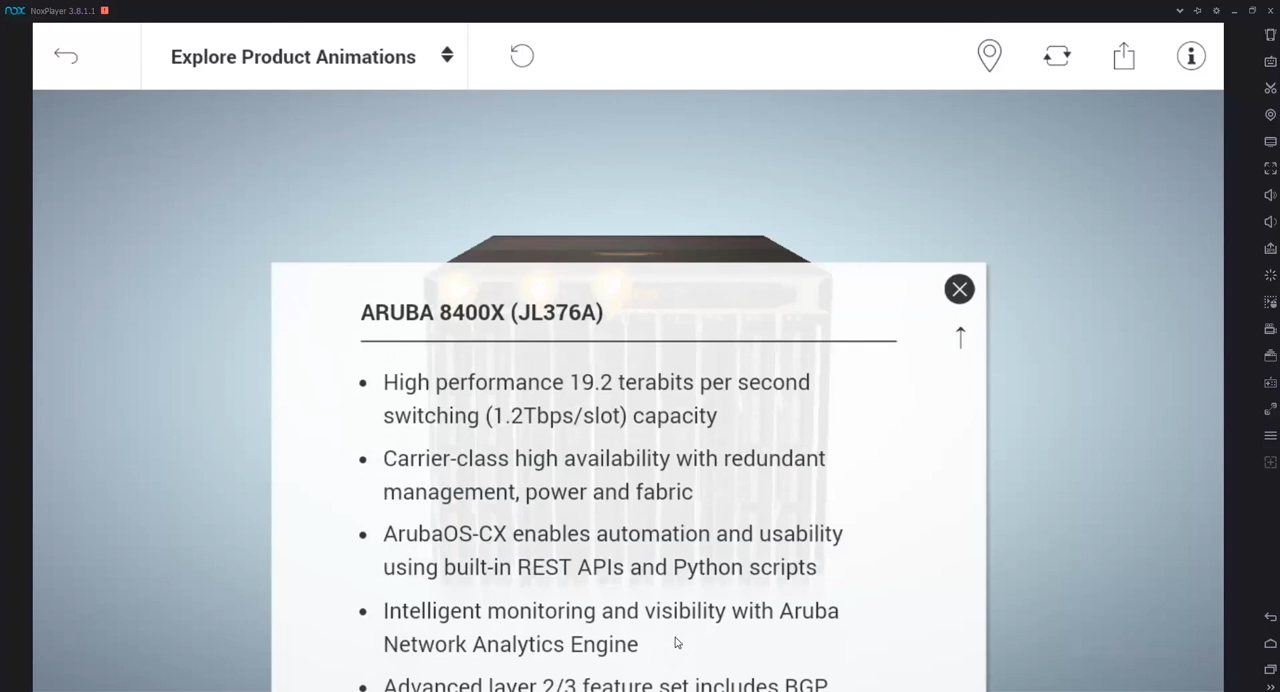 nox NoxPlayer 3.8.1.1
Explore Product Animations
ARUBA 8400X (JL376A)
• High performance 19.2 terabits per second
switching (1.2Tbps/slot) capacity
• Carrier-class high availability with redundant
management, power and fabric
• ArubaOS-CX enables automation and usability
using built-in REST APIs and Python scripts
• Intelligent monitoring and visibility with Aruba
Network Analytics Engine
• Advanced layer 2/3 feature set includes BGP,